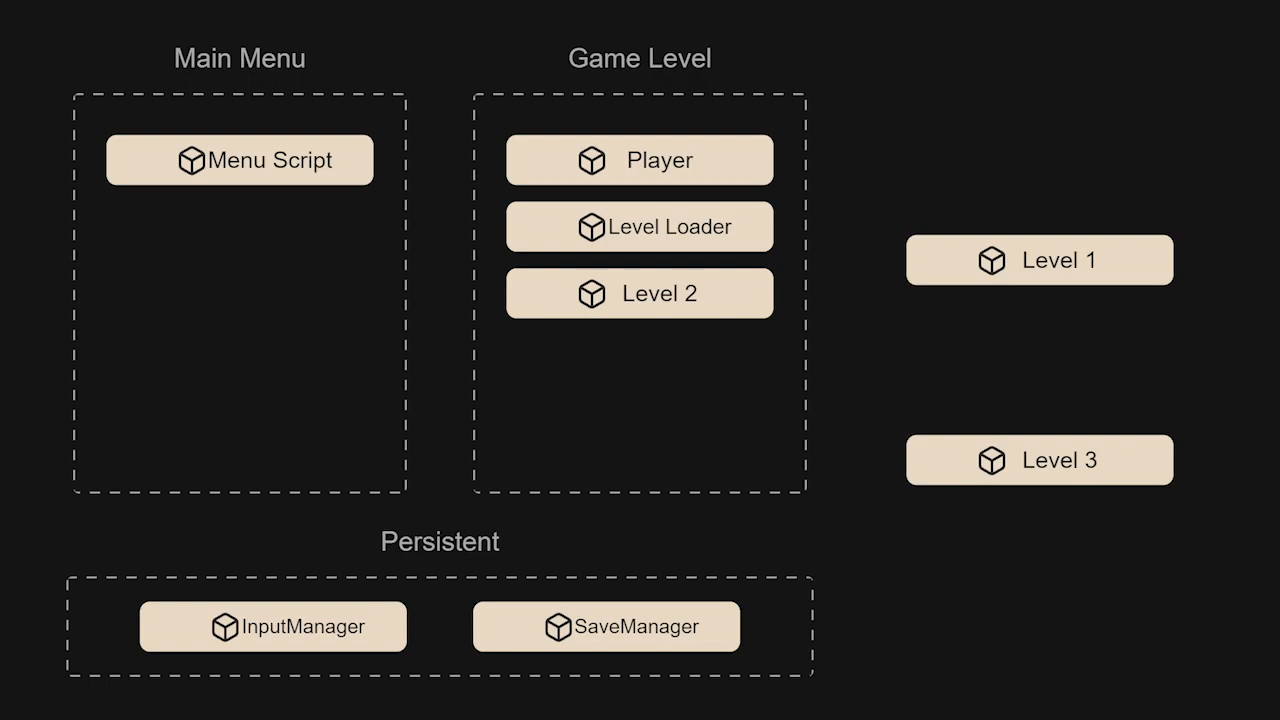 Main Menu
Game Level
Menu Script
Player
Level Loader
Level 2
Level 1
Level 3
Persistent
InputManager
SaveManager